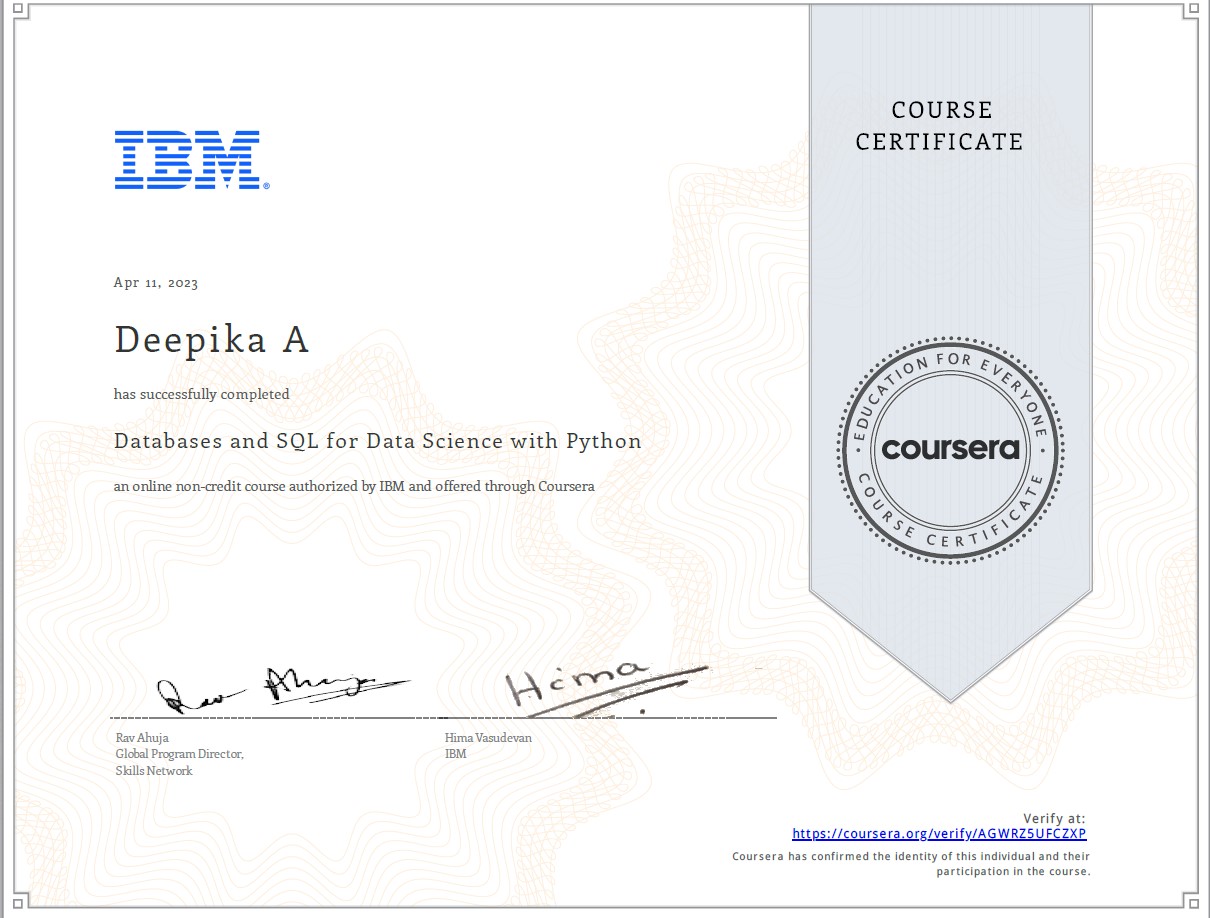 IBM®
COURSE
CERTIFICATE
Apr 11, 2023
Deepika A
has successfully completed
Databases and SQL for Data Science with Python
an online non-credit course authorized by IBM and offered through Coursera
EDUCATION FOR EVERYONE
coursera
COURSE CERTIFICATE
Hima
Rav Ahuja
Global Program Director,
Skills Network
Hima Vasudevan
IBM
Verify at:
https://coursera.org/verify/AGWRZ5UFCZXP
Coursera has confirmed the identity of this individual and their
participation in the course.